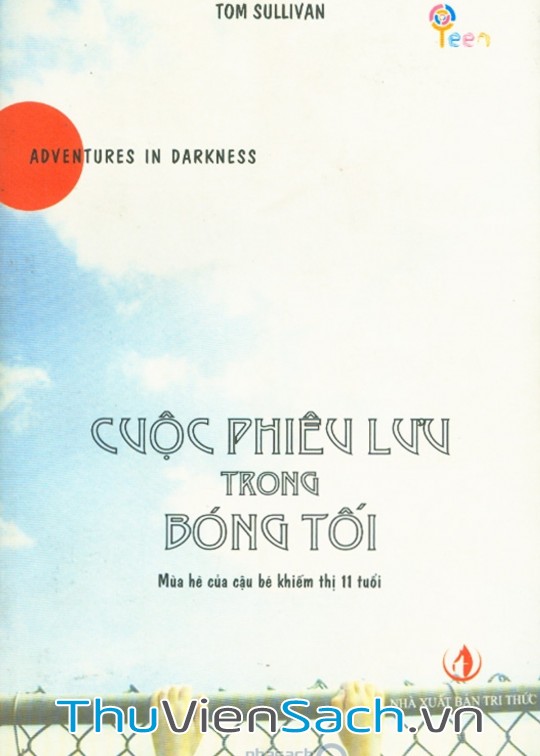 TOM SULLIVAN
Teen
ADVENTURES IN DARKNESS
CUỘC PHIÊU LƯU
TRONG
BÓNG TỐI
Mùa hè của cậu bé khiếm thị 11 tuổi
NHÀ XUẤT BẢN TRI THỨC
ThuVienSach.vn
nhasach